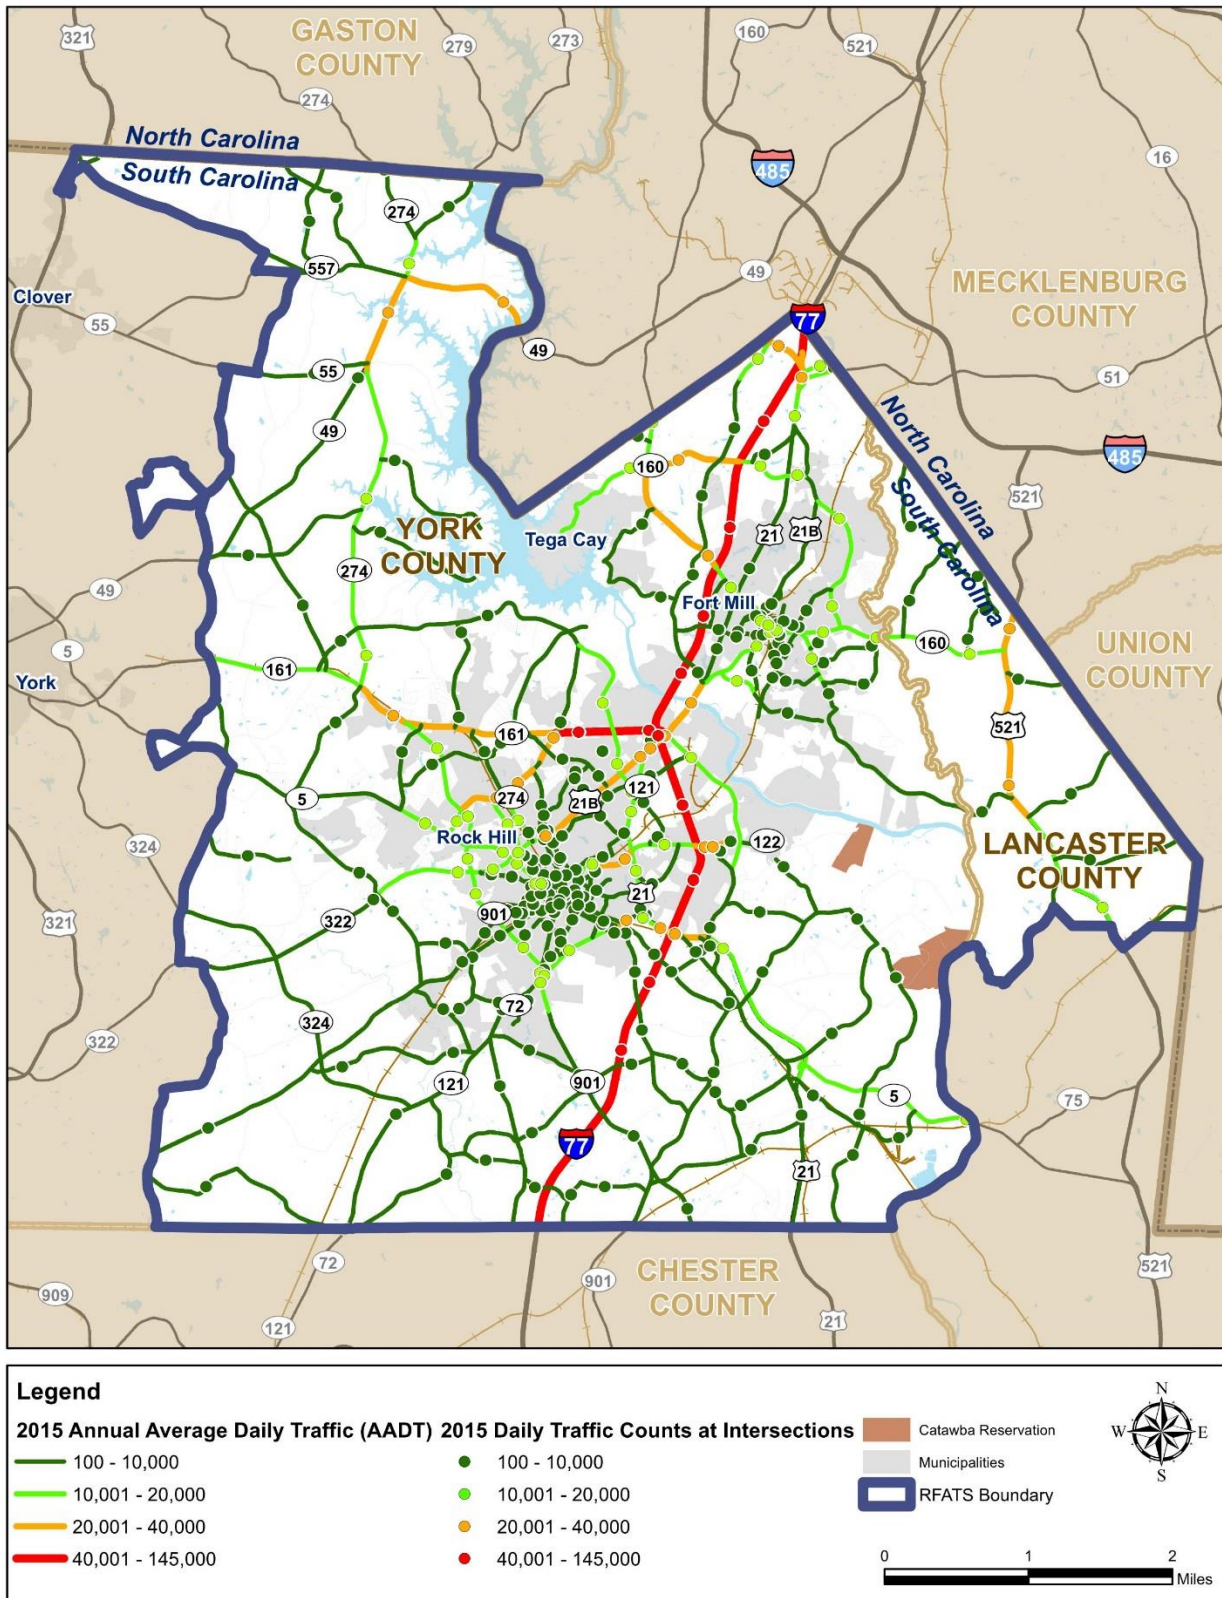 321
GASTON
COUNTY
279
273
160
521
274
North Carolina
South Carolina
485
16
274
557
49
MECKLENBURG
COUNTY
Clover
55
77
49
51
55
49
North Carolina
South Carolina
485
160
521
YORK
COUNTY
Tega Cay
21
21B
274
49
Fort Mill
5
160
UNION
COUNTY
161
York
521
161
5
274
21B
121
Rock Hill
122
LANCASTER
COUNTY
324
321
322
901
21
72
324
322
121
901
5
75
77
21
72
CHESTER
COUNTY
521
909
901
121
21
Legend
2015 Annual Average Daily Traffic (AADT)
100 - 10,000
10,001 - 20,000
20,001 - 40,000
40,001 - 145,000
2015 Daily Traffic Counts at Intersections
100 - 10,000
10,001 - 20,000
20,001 - 40,000
40,001 - 145,000
Catawba Reservation
Municipalities
RFATS Boundary
N
W E
S
0 1 2
Miles